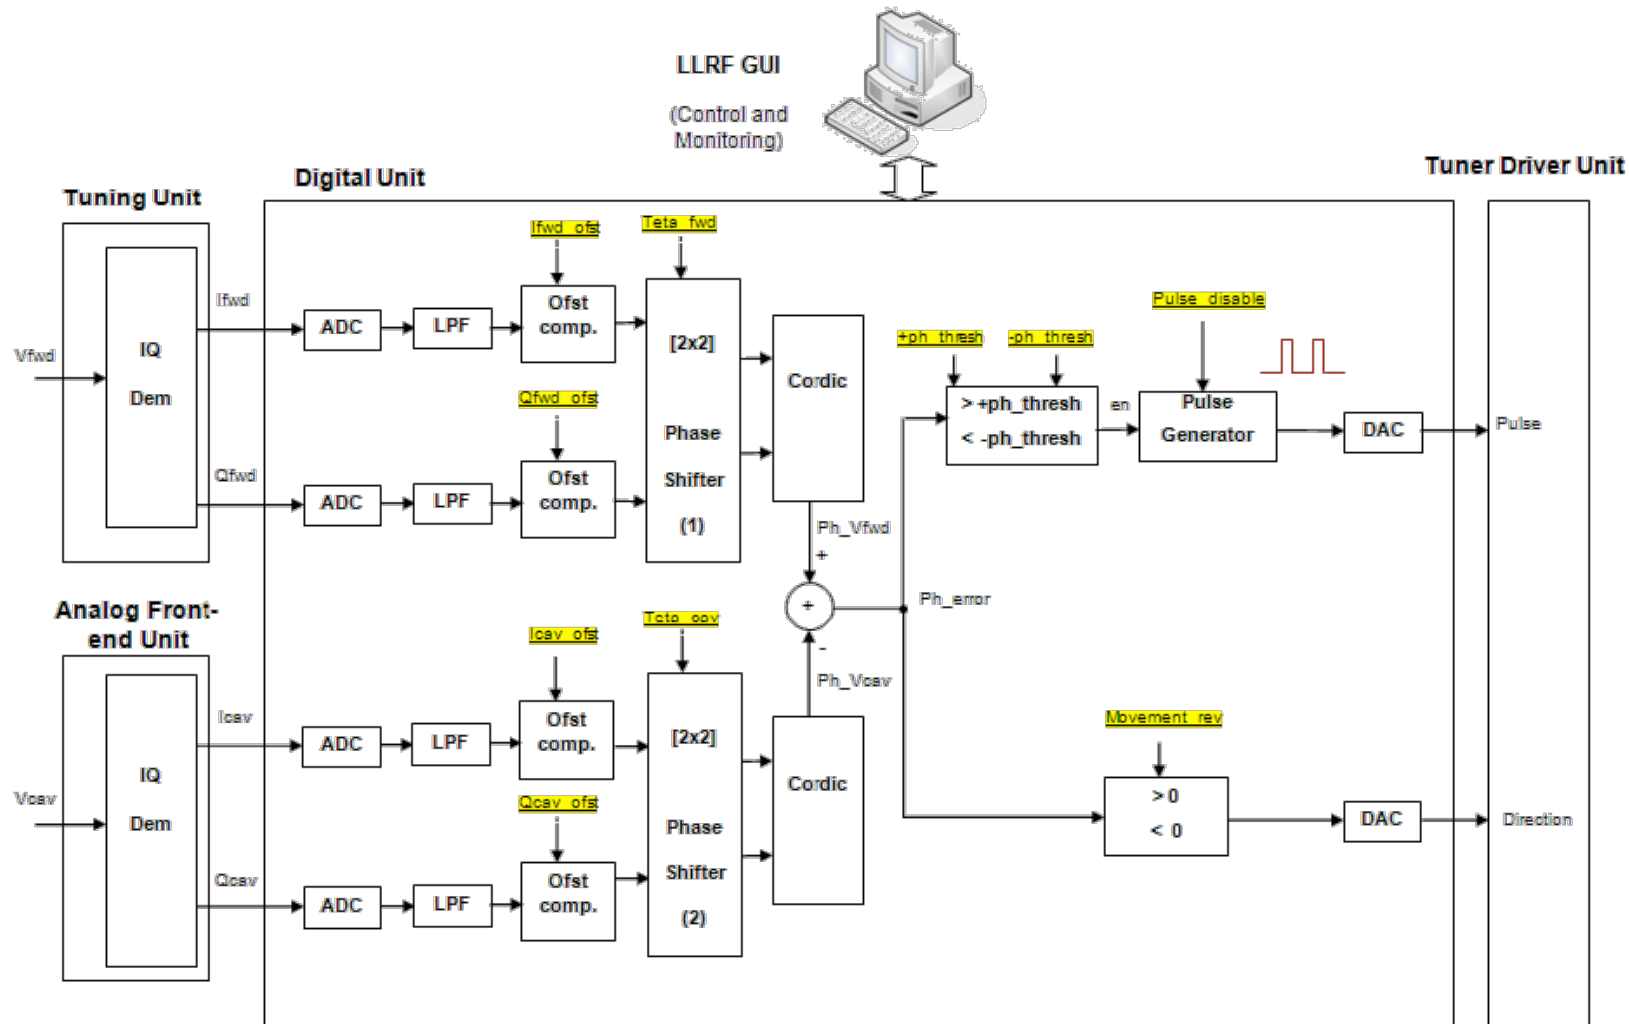 LLRF GUI
(Control and
Monitoring)
Tuning Unit
Digital Unit
Tuner Driver Unit
Ifwd_ofst
Teta_fwd
Vfwd
IQ
Dem
Ifwd
Qfwd
ADC
LPF
Ofst
comp.
Qfwd_ofst
ADC
LPF
Ofst
comp.
[2x2]
Phase
Shifter
(1)
Cordic
Ph_Vfwd
+
+
-
Ph_Vcav
Ph_error
+ph_thresh
-ph_thresh
> +ph_thresh
< -ph_thresh
en
Pulse_disable
Pulse
Generator
DAC
Pulse
Analog Front-
end Unit
Vcav
IQ
Dem
Icav
Qcav
ADC
LPF
Icav_ofst
Ofst
comp.
Qcav_ofst
ADC
LPF
Ofst
comp.
Teta_cav
[2x2]
Phase
Shifter
(2)
Cordic
Movement_rev
> 0
< 0
DAC
Direction